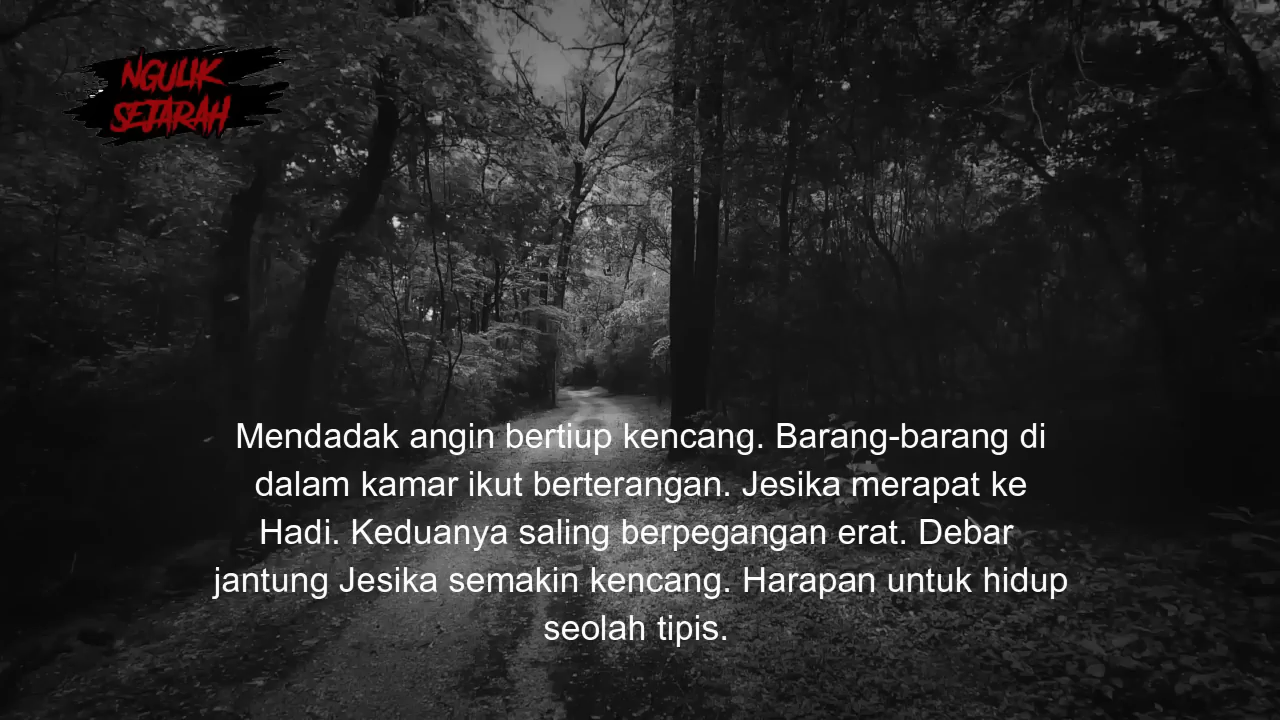 NGULIK
SEJARAH
Mendadak angin bertiup kencang. Barang-barang di
dalam kamar ikut berterangan. Jesika merapat ke
Hadi. Keduanya saling berpegangan erat. Debar
jantung Jesika semakin kencang. Harapan untuk hidup
seolah tipis.